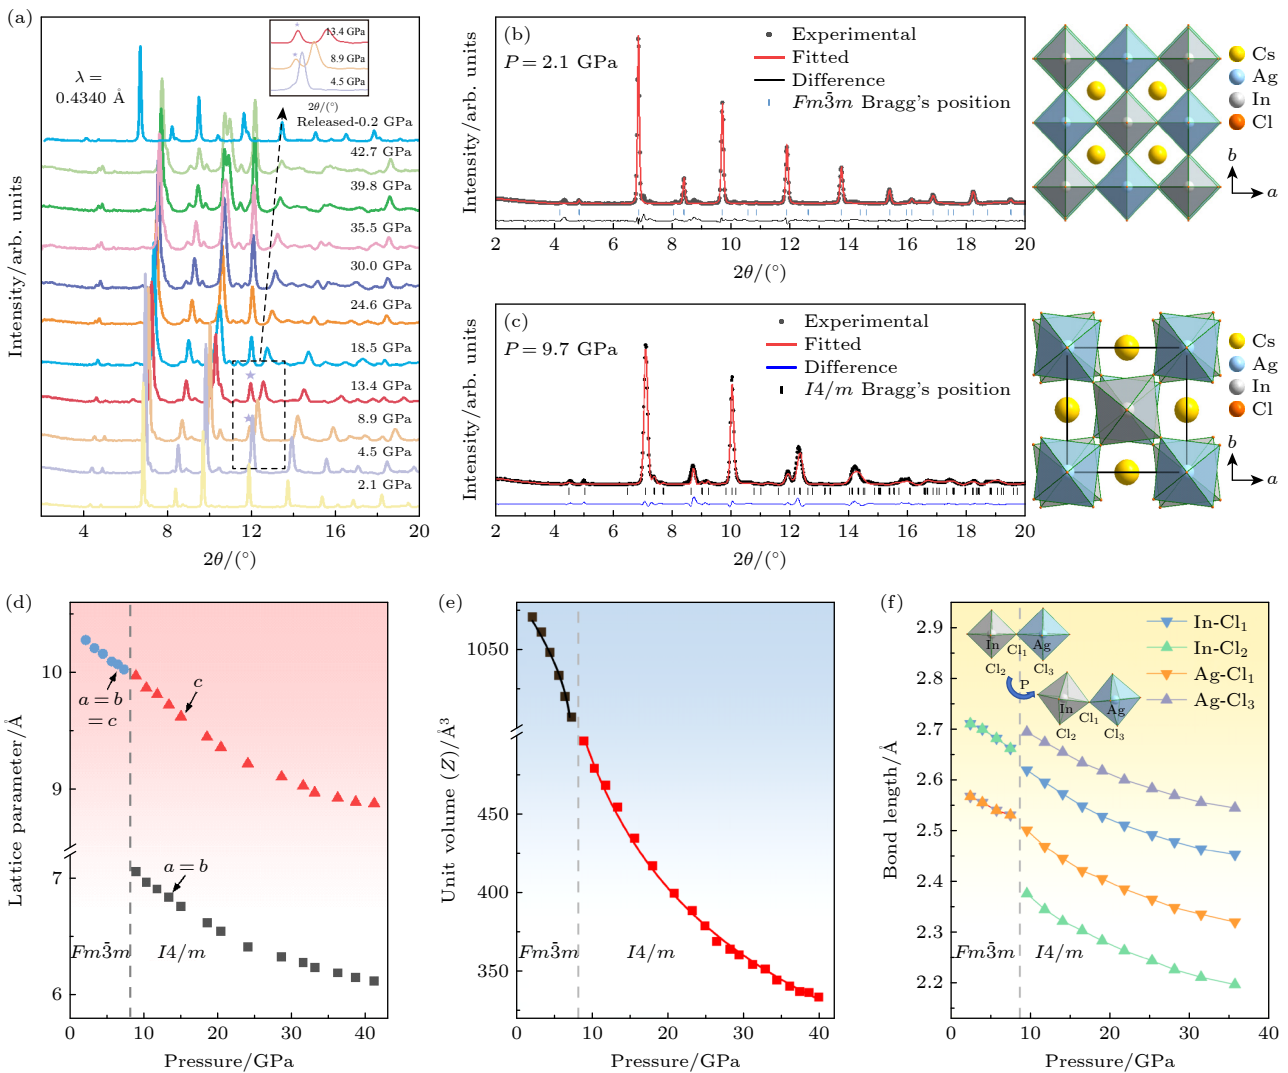 (a)
λ =
0.4340 Å
13.4 GPa
8.9 GPa
4.5 GPa
2θ/(°)
Released-0.2 GPa
42.7 GPa
39.8 GPa
35.5 GPa
30.0 GPa
24.6 GPa
18.5 GPa
13.4 GPa
8.9 GPa
4.5 GPa
2.1 GPa
Intensity/arb. units
4 8 12 16 20
2θ/(°)
(b)
P = 2.1 GPa
Experimental
Fitted
Difference
Fm3̄m Bragg's position
Intensity/arb. units
2 4 6 8 10 12 14 16 18 20
2θ/(°)
Cs
Ag
In
Cl
b
a
(c)
P = 9.7 GPa
Experimental
Fitted
Difference
I4/m Bragg's position
Intensity/arb. units
2 4 6 8 10 12 14 16 18 20
2θ/(°)
Cs
Ag
In
Cl
b
a
(d)
Lattice parameter/Å
10
9
7
6
a = b
= c
c
a = b
Fm3̄m I4/m
0 10 20 30 40
Pressure/GPa
(e)
Unit volume (Z)/Å³
1050
450
400
350
Fm3̄m I4/m
0 10 20 30 40
Pressure/GPa
(f)
Bond length/Å
2.9
2.8
2.7
2.6
2.5
2.4
2.3
2.2
In Ag
Cl₁
Cl₂ Cl₃
P
In Ag
Cl₁
Cl₂ Cl₃
In-Cl₁
In-Cl₂
Ag-Cl₁
Ag-Cl₃
Fm3̄m I4/m
0 10 20 30 40
Pressure/GPa